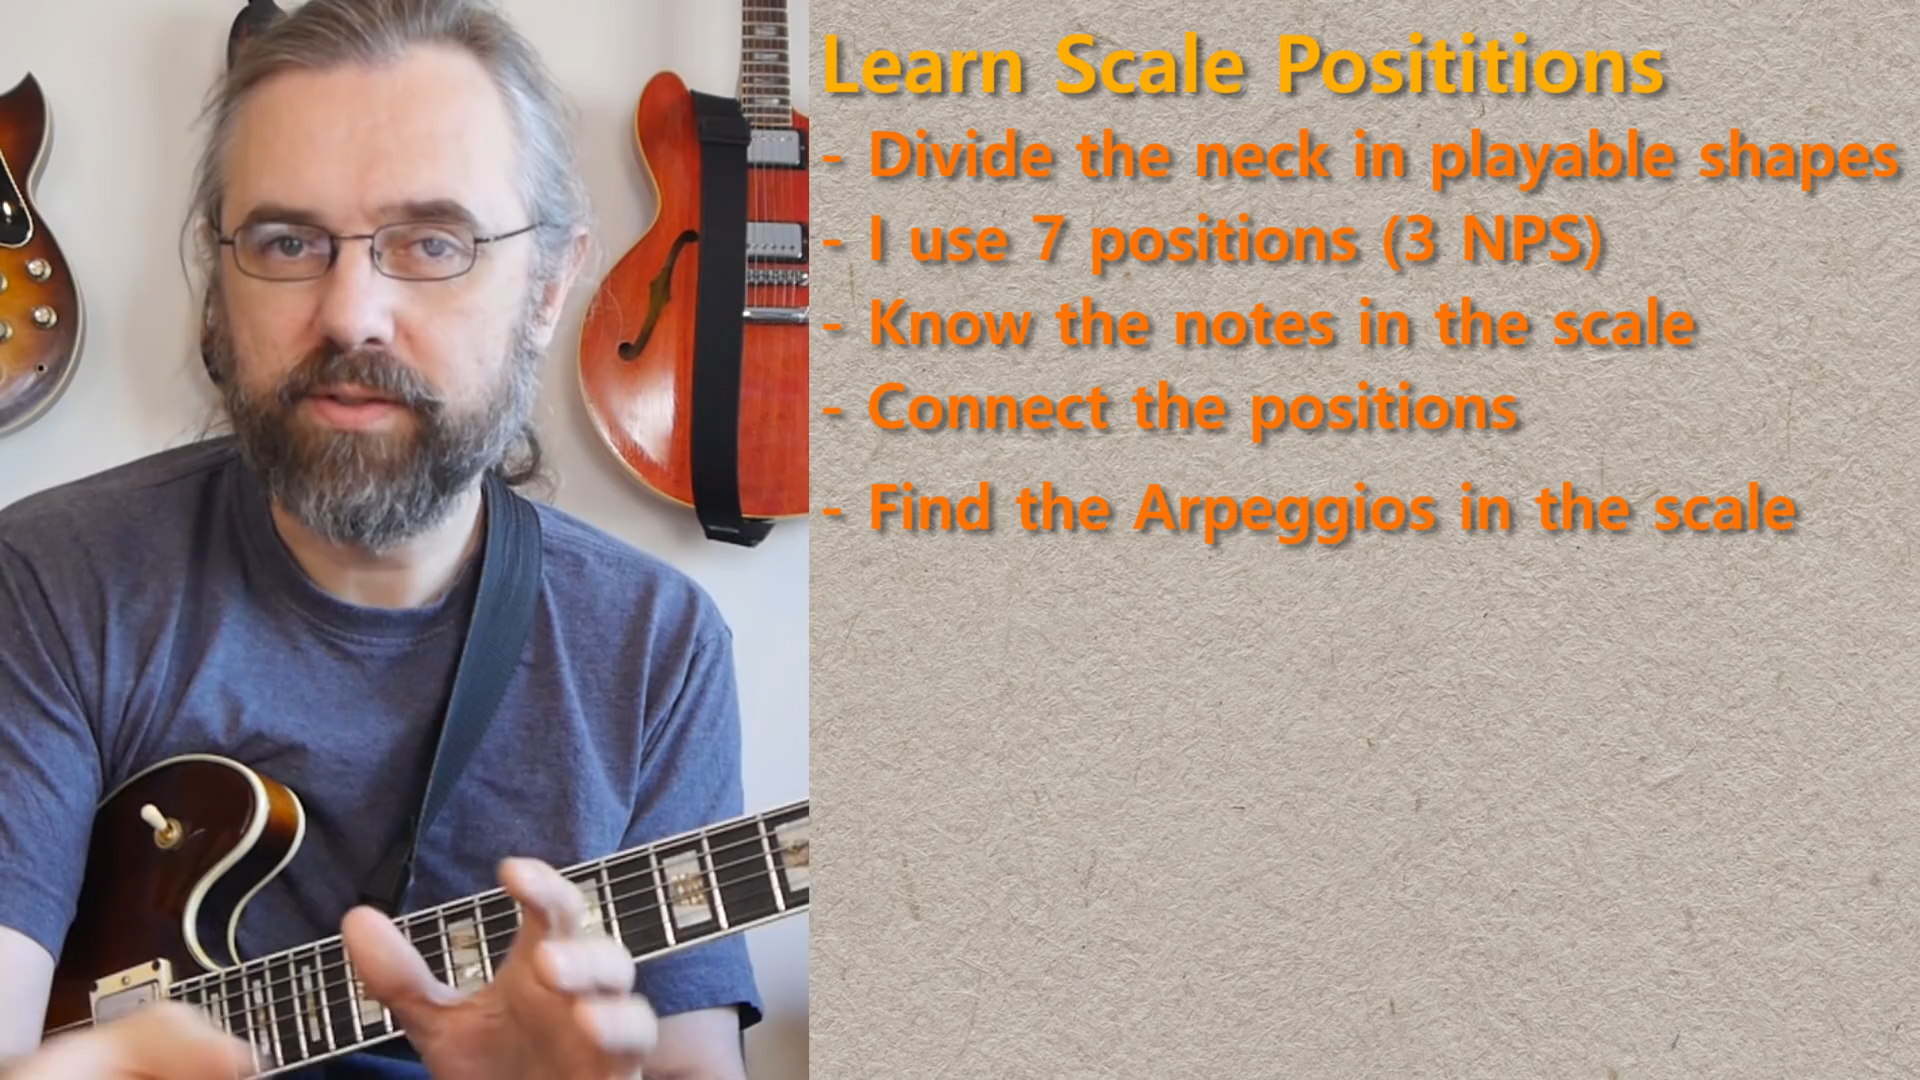 Learn Scale Posititions
- Divide the neck in playable shapes
- I use 7 positions (3 NPS)
- Know the notes in the scale
- Connect the positions
- Find the Arpeggios in the scale